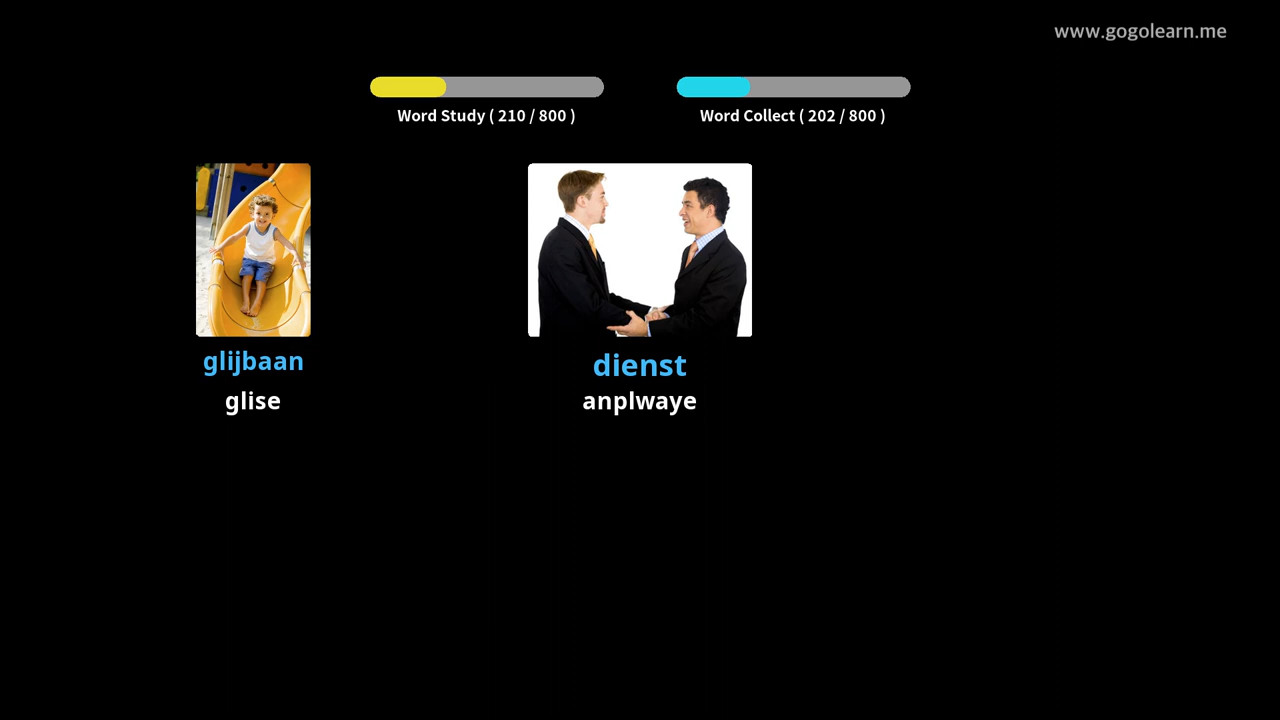 www.gogolearn.me
Word Study ( 210 / 800 )
Word Collect ( 202 / 800 )
glijbaan
glise
dienst
anplwaye